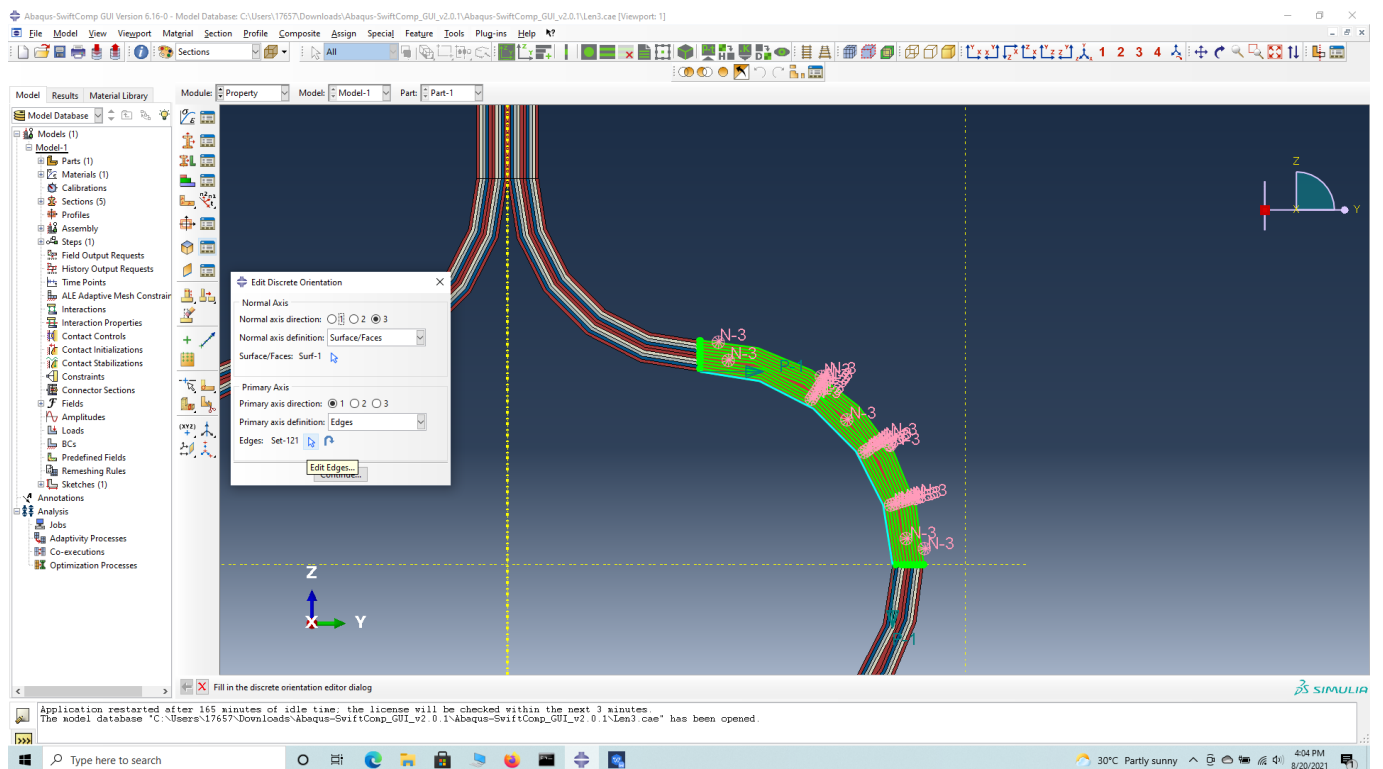 Abaqus-SwiftComp GUI Version 6.16-0 - Model Database: C:\Users\17657\Downloads\Abaqus-SwiftComp_GUI_v2.0.1\Abaqus-SwiftComp_GUI_v2.0.1\Len3.cae [Viewport: 1]
File Model View Viewport Material Section Profile Composite Assign Special Feature Tools Plug-ins Help
Sections All 1 2 3 4
Model Results Material Library Module: Property Model: Model-1 Part: Part-1
Model Database
Models (1)
Model-1
Parts (1)
Materials (1)
Calibrations
Sections (5)
Profiles
Assembly
Steps (1)
Field Output Requests
History Output Requests
Time Points
ALE Adaptive Mesh Constrain
Interactions
Interaction Properties
Contact Controls
Contact Initializations
Contact Stabilizations
Constraints
Connector Sections
Fields
Amplitudes
Loads
BCs
Predefined Fields
Remeshing Rules
Sketches (1)
Annotations
Analysis
Jobs
Adaptivity Processes
Co-executions
Optimization Processes
Edit Discrete Orientation
Normal Axis
Normal axis direction: 1 2 3
Normal axis definition: Surface/Faces
Surface/Faces: Surf-1
Primary Axis
Primary axis direction: 1 2 3
Primary axis definition: Edges
Edges: Set-121
Edit Edges...
Continue...
N-3
N-3
N-3
N-3
N-3
Z
Y
X
Z
X Y
Fill in the discrete orientation editor dialog
SIMULIA
Application restarted after 165 minutes of idle time; the license will be checked within the next 3 minutes.
The model database "C:\Users\17657\Downloads\Abaqus-SwiftComp_GUI_v2.0.1\Abaqus-SwiftComp_GUI_v2.0.1\Len3.cae" has been opened.
Type here to search
30°C Partly sunny
4:04 PM
8/20/2021